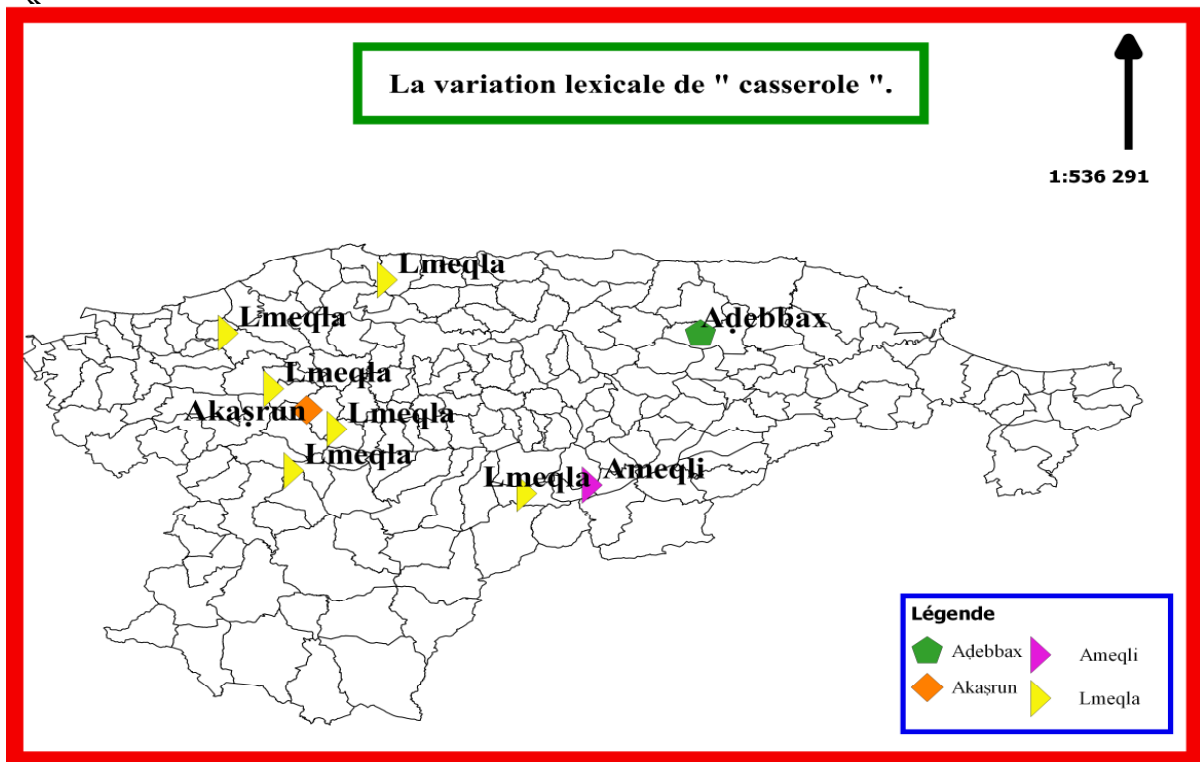 «
La variation lexicale de " casserole ".
1:536 291
Lmeqla
Lmeqla
Aḍebbax
Lmeqla
Akaṣrun
Lmeqla
Lmeqla
Lmeqla
Ameqli
Légende
Aḍebbax
Ameqli
Akaṣrun
Lmeqla